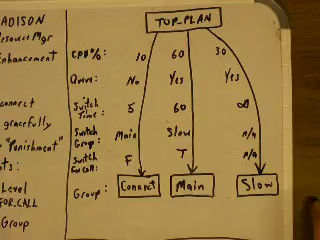 ADISON
Resource Mgr
Enhancement
connect
gracefully
"Punishment"
ts:
Level
FOR.CALL
Group
TOP_PLAN
CPU%: 10 60 30
Queue: No Yes Yes
Switch Time: 5 60 ∞
Switch Group: Main Slow n/a
Switch For call: F T n/a
Group: Connect Main Slow